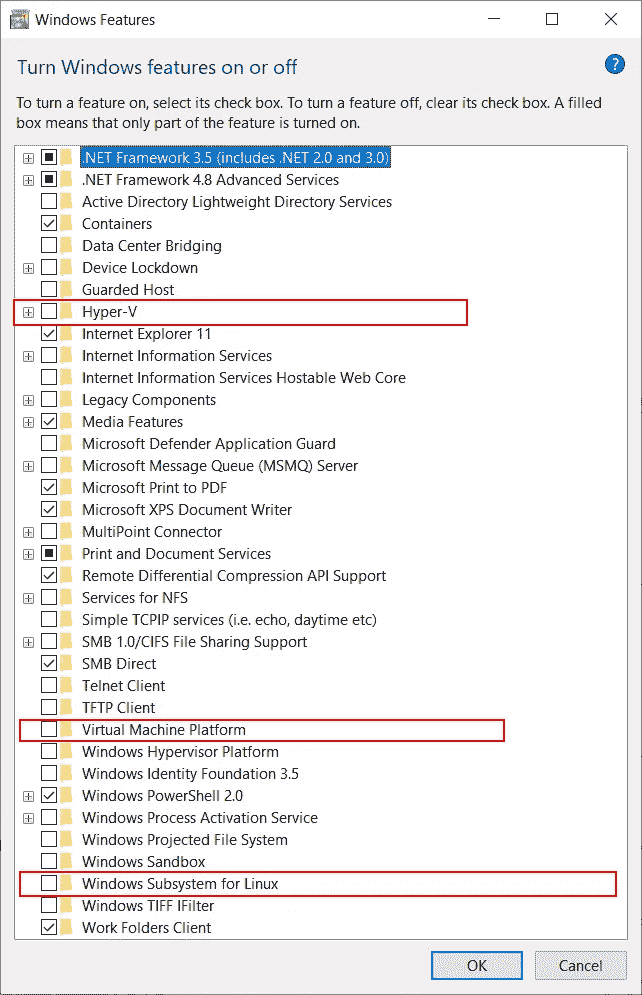 Windows Features
Turn Windows features on or off
?
To turn a feature on, select its check box. To turn a feature off, clear its check box. A filled
box means that only part of the feature is turned on.
.NET Framework 3.5 (includes .NET 2.0 and 3.0)
.NET Framework 4.8 Advanced Services
Active Directory Lightweight Directory Services
Containers
Data Center Bridging
Device Lockdown
Guarded Host
Hyper-V
Internet Explorer 11
Internet Information Services
Internet Information Services Hostable Web Core
Legacy Components
Media Features
Microsoft Defender Application Guard
Microsoft Message Queue (MSMQ) Server
Microsoft Print to PDF
Microsoft XPS Document Writer
MultiPoint Connector
Print and Document Services
Remote Differential Compression API Support
Services for NFS
Simple TCPIP services (i.e. echo, daytime etc)
SMB 1.0/CIFS File Sharing Support
SMB Direct
Telnet Client
TFTP Client
Virtual Machine Platform
Windows Hypervisor Platform
Windows Identity Foundation 3.5
Windows PowerShell 2.0
Windows Process Activation Service
Windows Projected File System
Windows Sandbox
Windows Subsystem for Linux
Windows TIFF IFilter
Work Folders Client
OK
Cancel